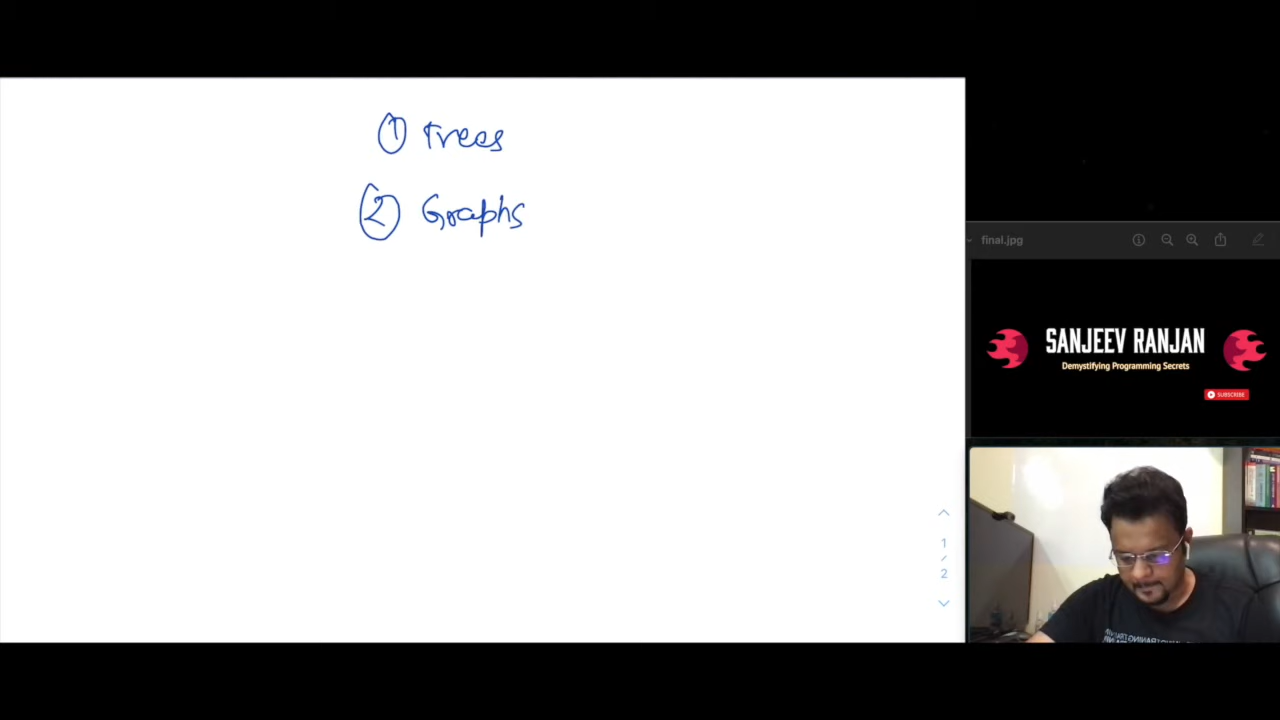 ① Trees
② Graphs
final.jpg
SANJEEV RANJAN
Demystifying Programming Secrets
SUBSCRIBE
1
/
2